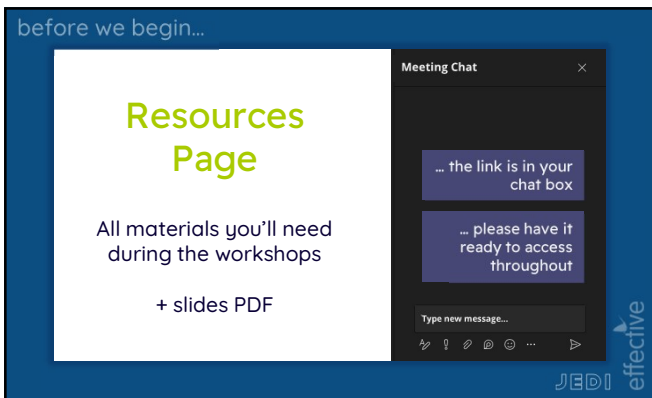 before we begin...
Resources
Page
All materials you'll need
during the workshops
+ slides PDF
Meeting Chat
... the link is in your
chat box
... please have it
ready to access
throughout
Type new message...
JEDI
effective